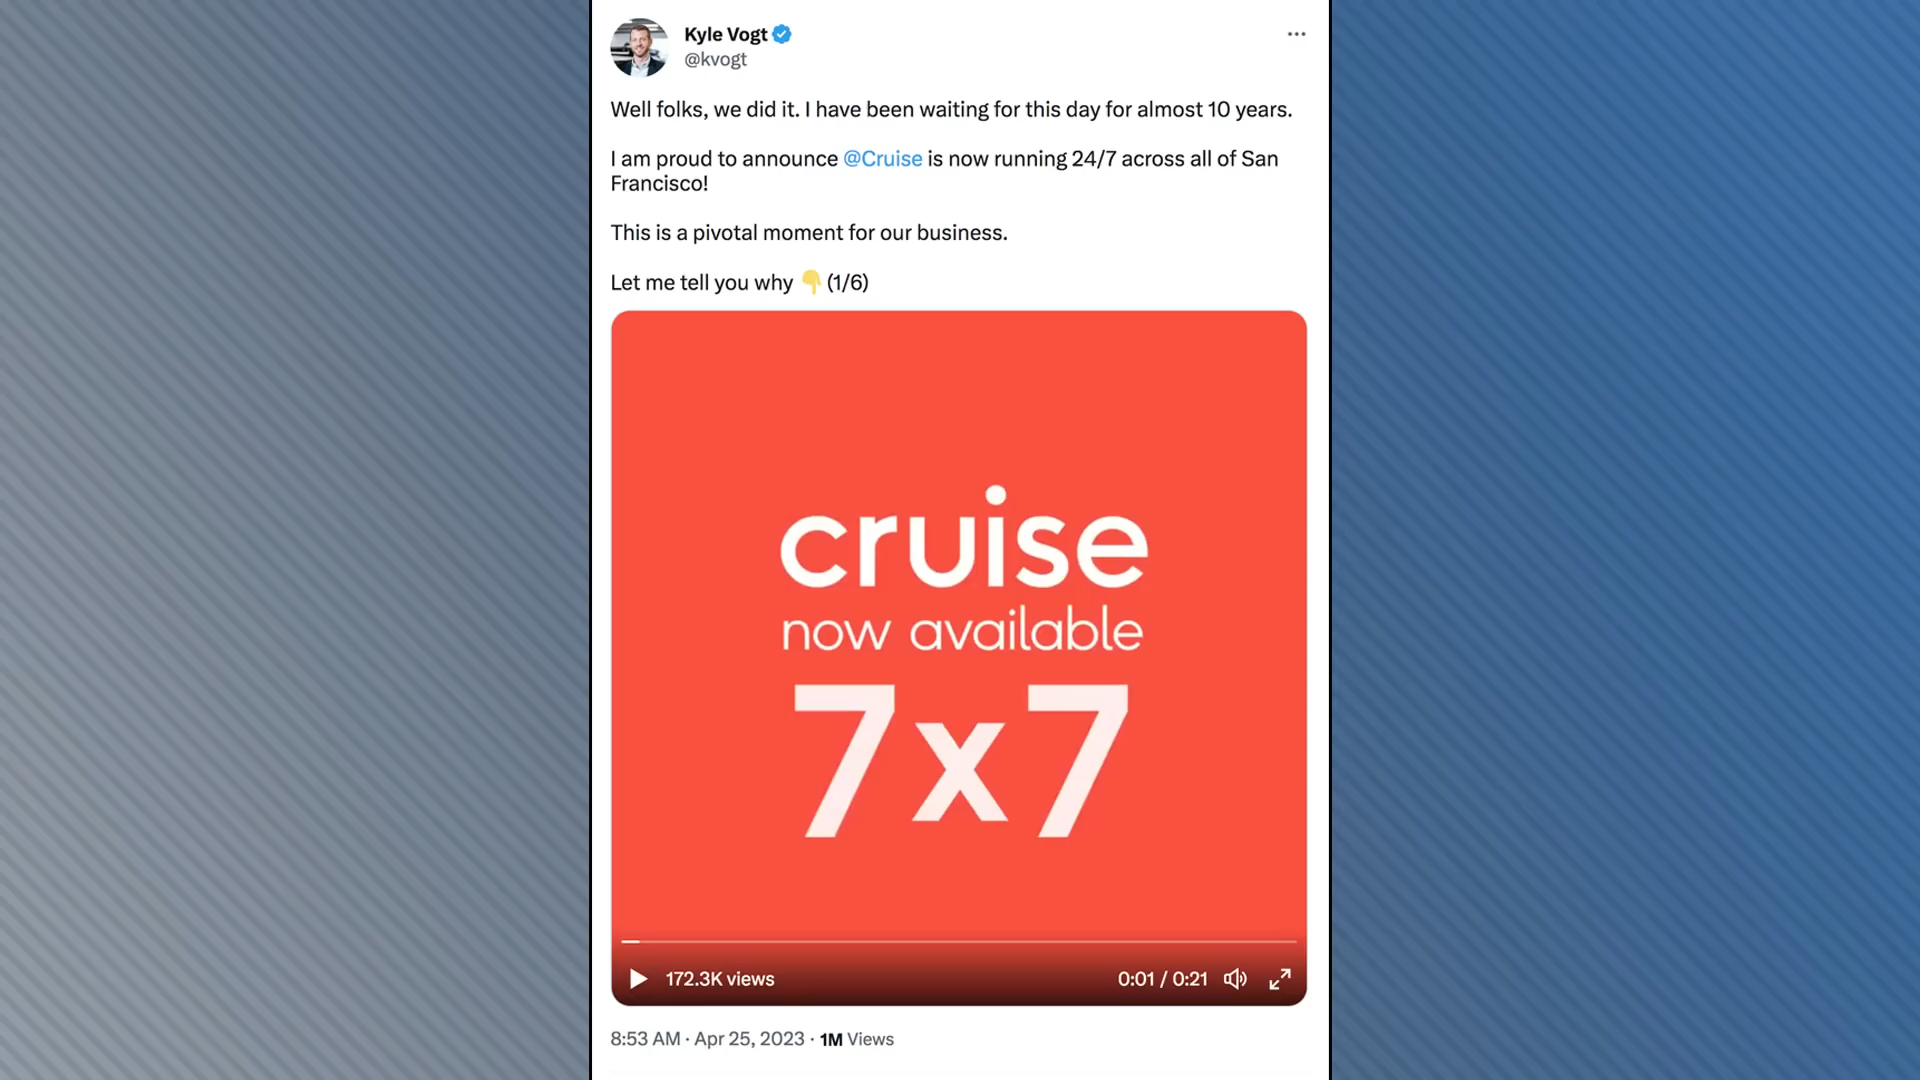 Kyle Vogt
@kvogt
Well folks, we did it. I have been waiting for this day for almost 10 years.
I am proud to announce @Cruise is now running 24/7 across all of San
Francisco!
This is a pivotal moment for our business.
Let me tell you why 👇 (1/6)
cruise
now available
7x7
172.3K views
0:01 / 0:21
8:53 AM · Apr 25, 2023 · 1M Views